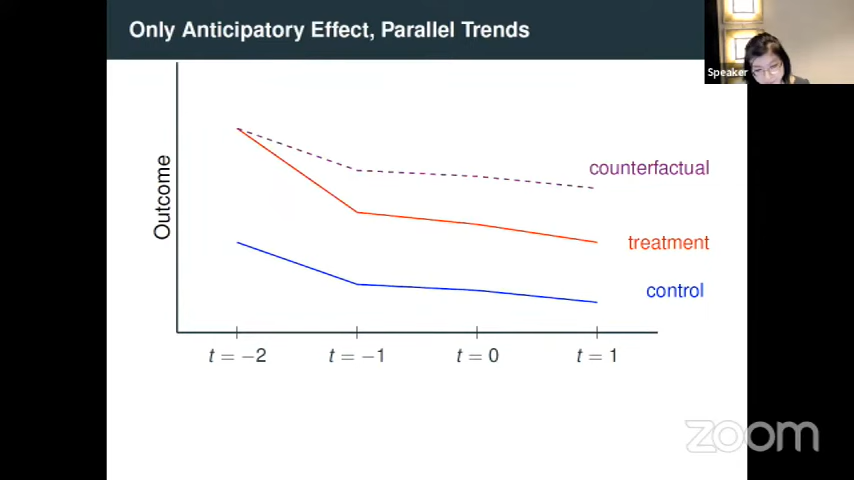 Only Anticipatory Effect, Parallel Trends
Speaker
Outcome
counterfactual
treatment
control
t = −2
t = −1
t = 0
t = 1
zoom